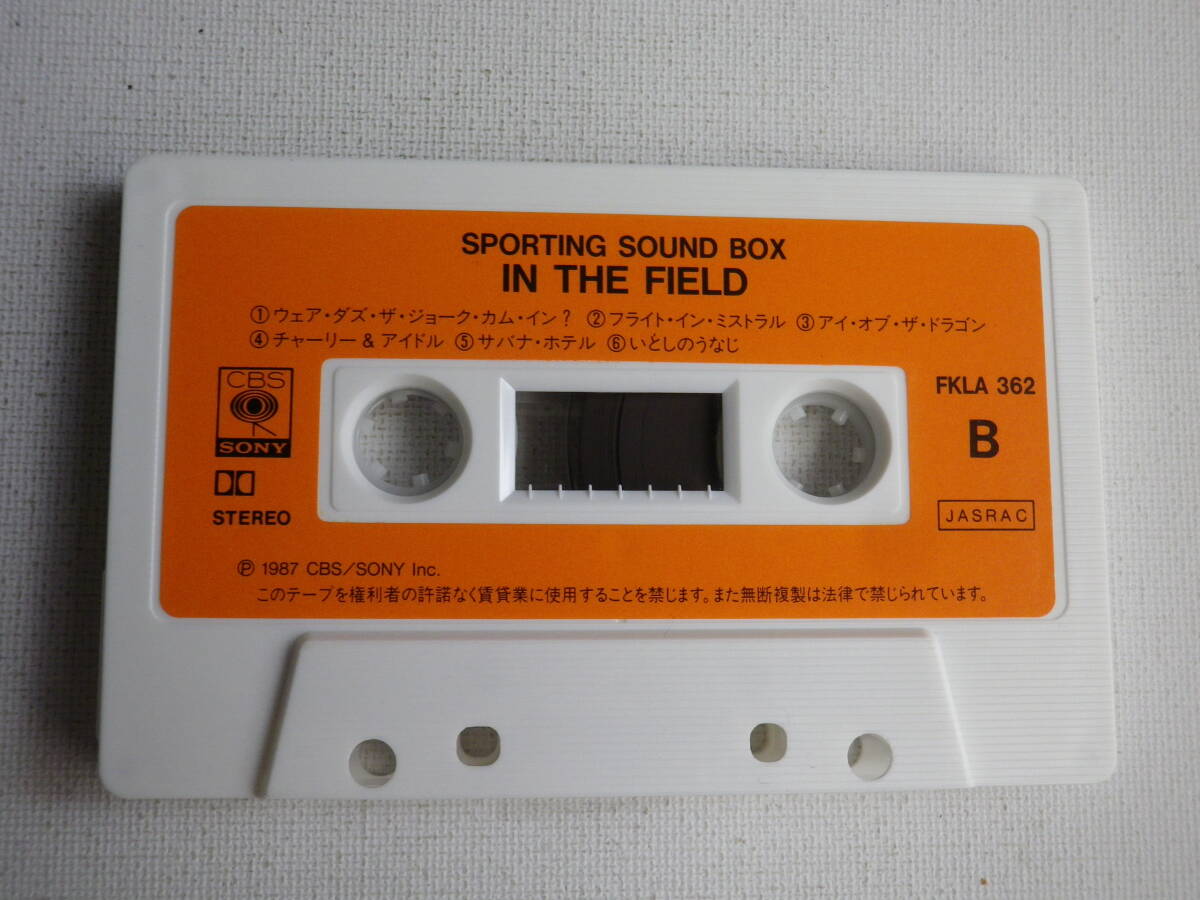 SPORTING SOUND BOX
IN THE FIELD
①ウェア・ダズ・ザ・ジョーク・カム・イン? ②フライト・イン・ミストラル ③アイ・オブ・ザ・ドラゴン
④チャーリー & アイドル ⑤サバナ・ホテル ⑥いとしのうなじ
CBS
SONY
STEREO
FKLA 362
B
JASRAC
℗ 1987 CBS/SONY Inc.
このテープを権利者の許諾なく賃貸業に使用することを禁じます。また無断複製は法律で禁じられています。